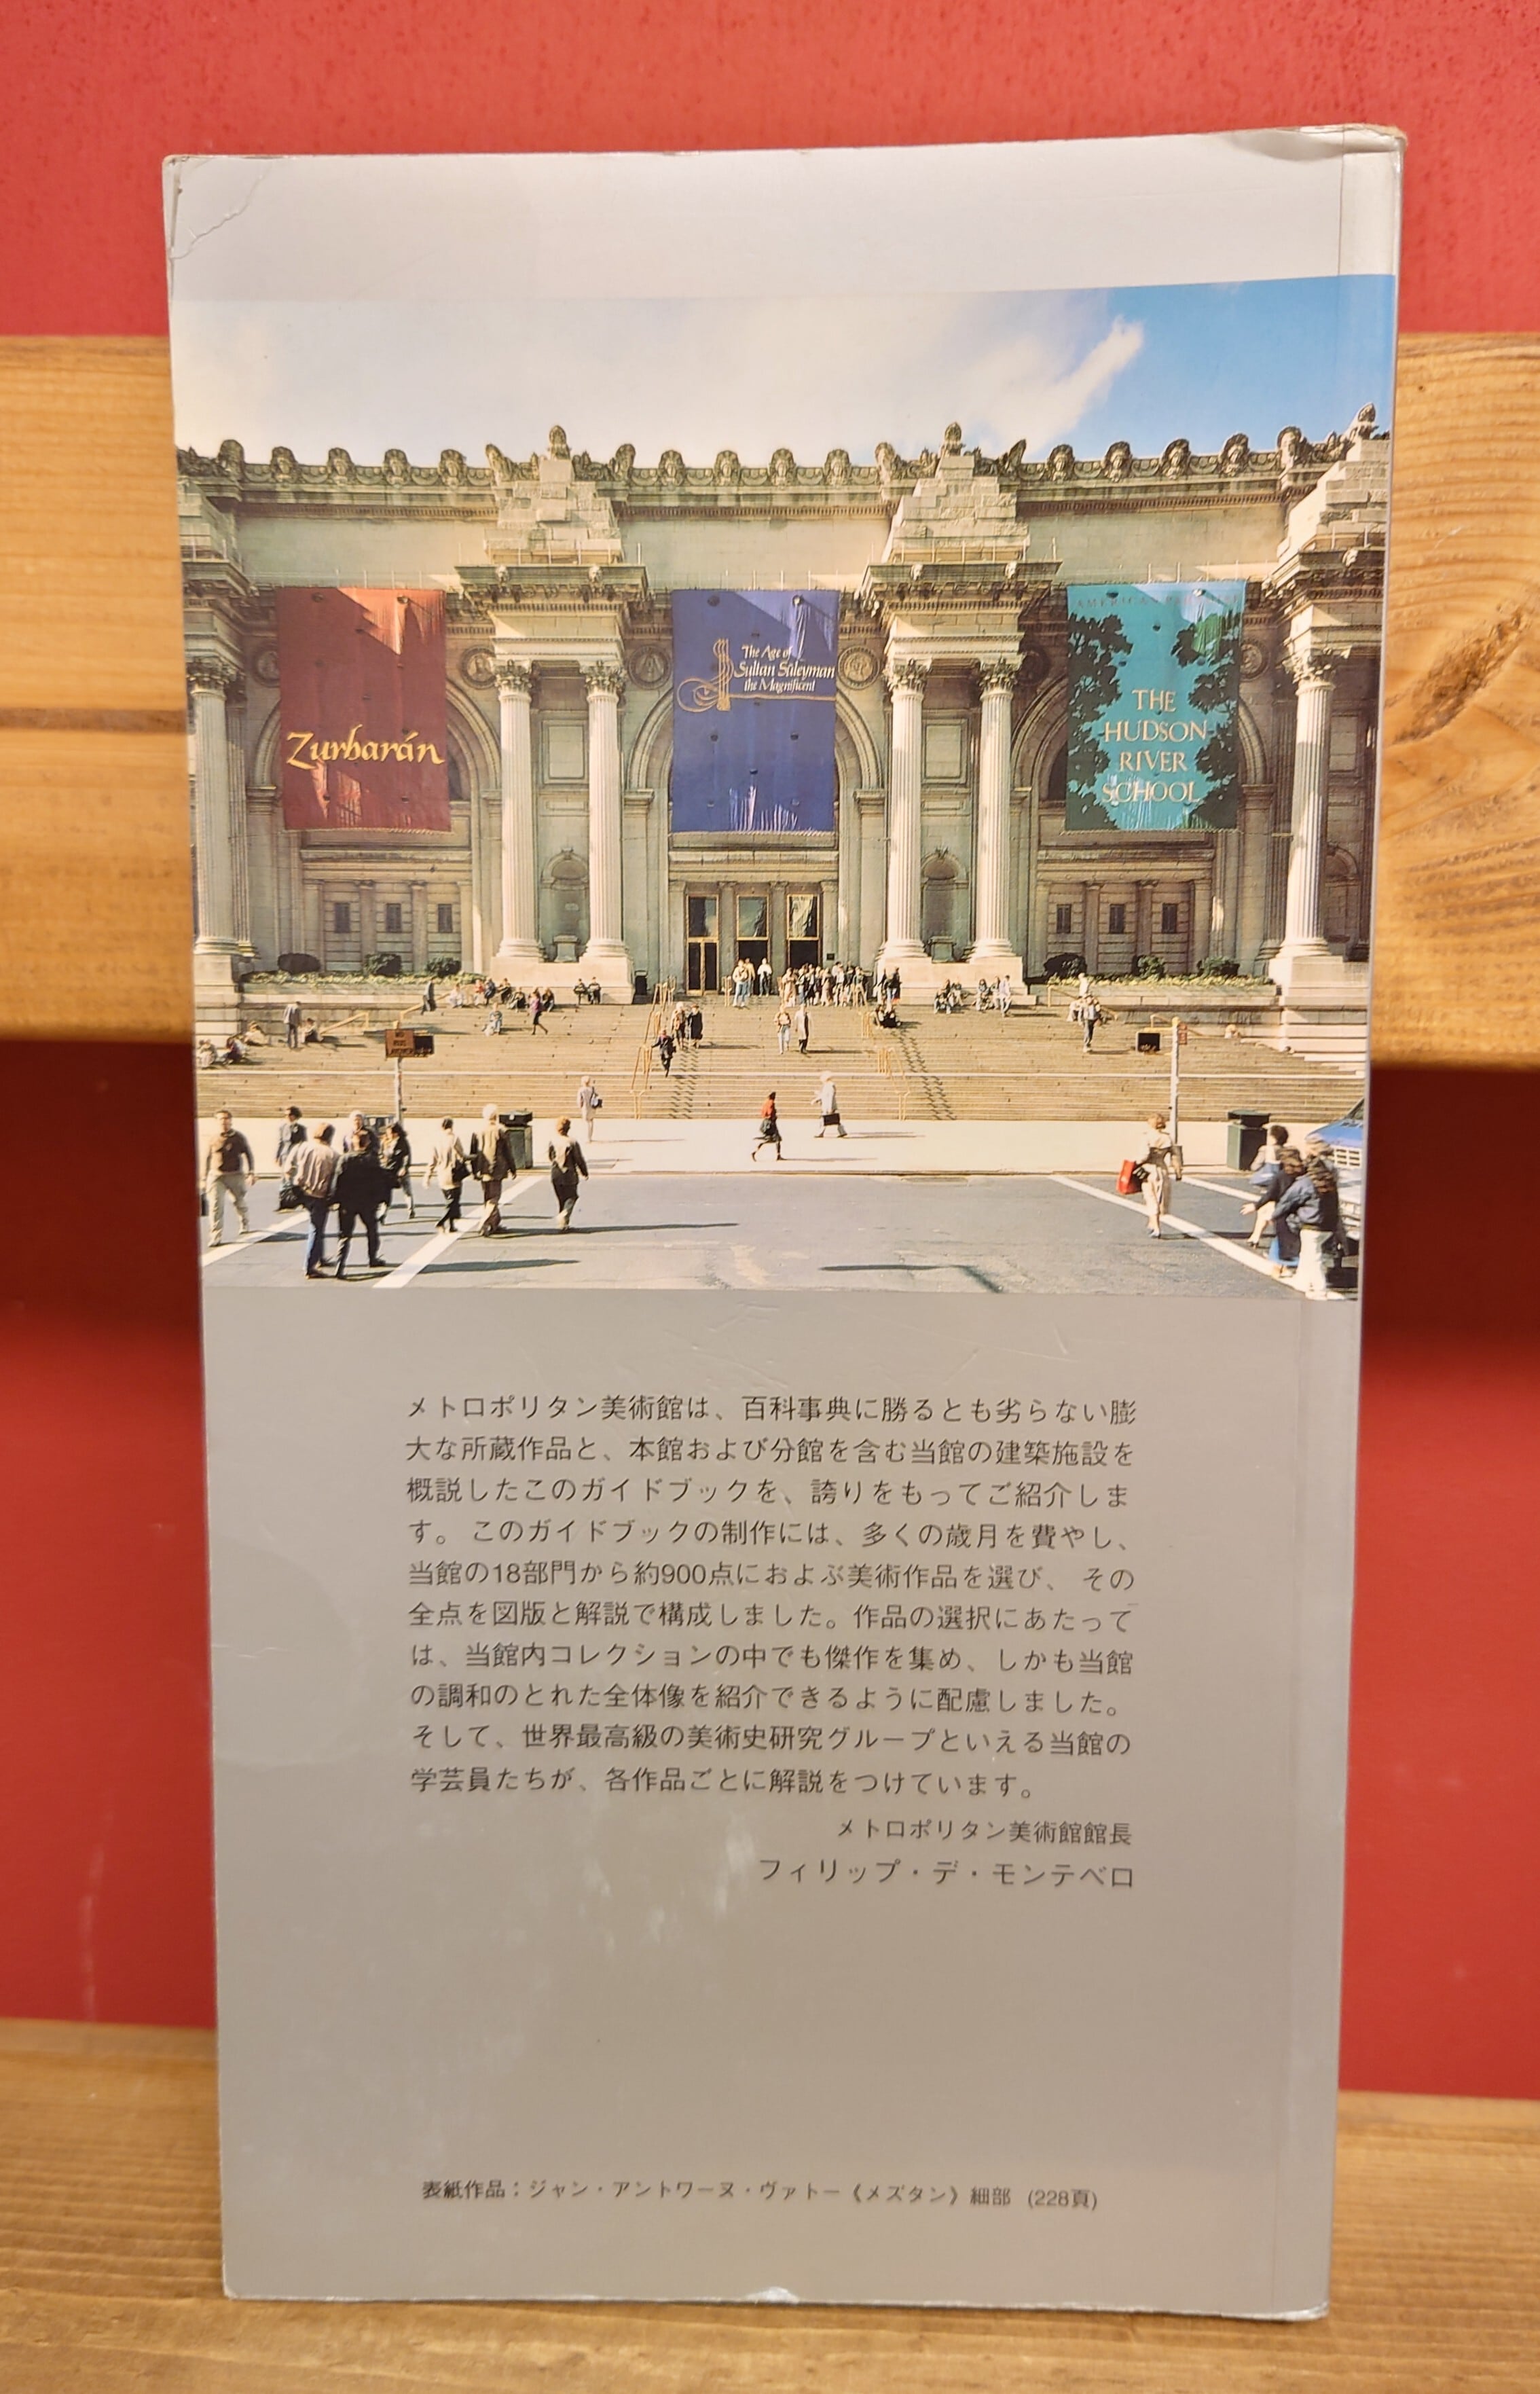 Zurbarán
The Age of
Sultan Süleyman
the Magnificent
THE
HUDSON
RIVER
SCHOOL
メトロポリタン美術館は、百科事典に勝るとも劣らない膨
大な所蔵作品と、本館および分館を含む当館の建築施設を
概説したこのガイドブックを、誇りをもってご紹介しま
す。 このガイドブックの制作には、多くの歳月を費やし、
当館の18部門から約900点におよぶ美術作品を選び、 その
全点を図版と解説で構成しました。作品の選択にあたって
は、当館内コレクションの中でも傑作を集め、しかも当館
の調和のとれた全体像を紹介できるように配慮しました。
そして、世界最高級の美術史研究グループといえる当館の
学芸員たちが、各作品ごとに解説をつけています。
メトロポリタン美術館館長
フィリップ・デ・モンテベロ
表紙作品：ジャン・アントワーヌ・ヴァトー《メズタン》細部 (228頁)